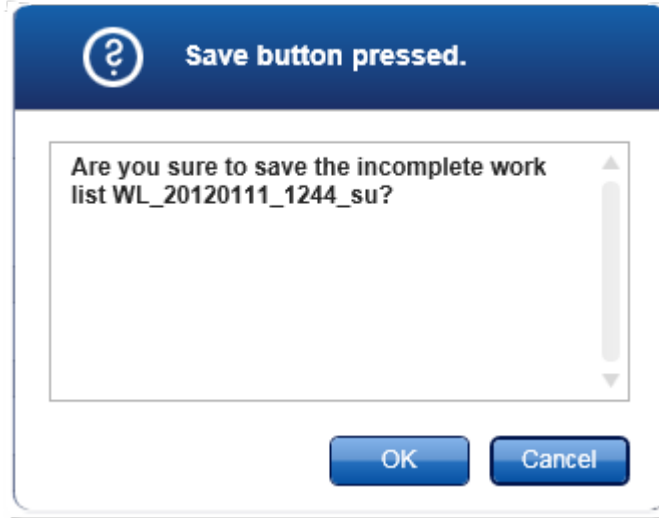 Save button pressed.
Are you sure to save the incomplete work
list WL_20120111_1244_su?
OK
Cancel